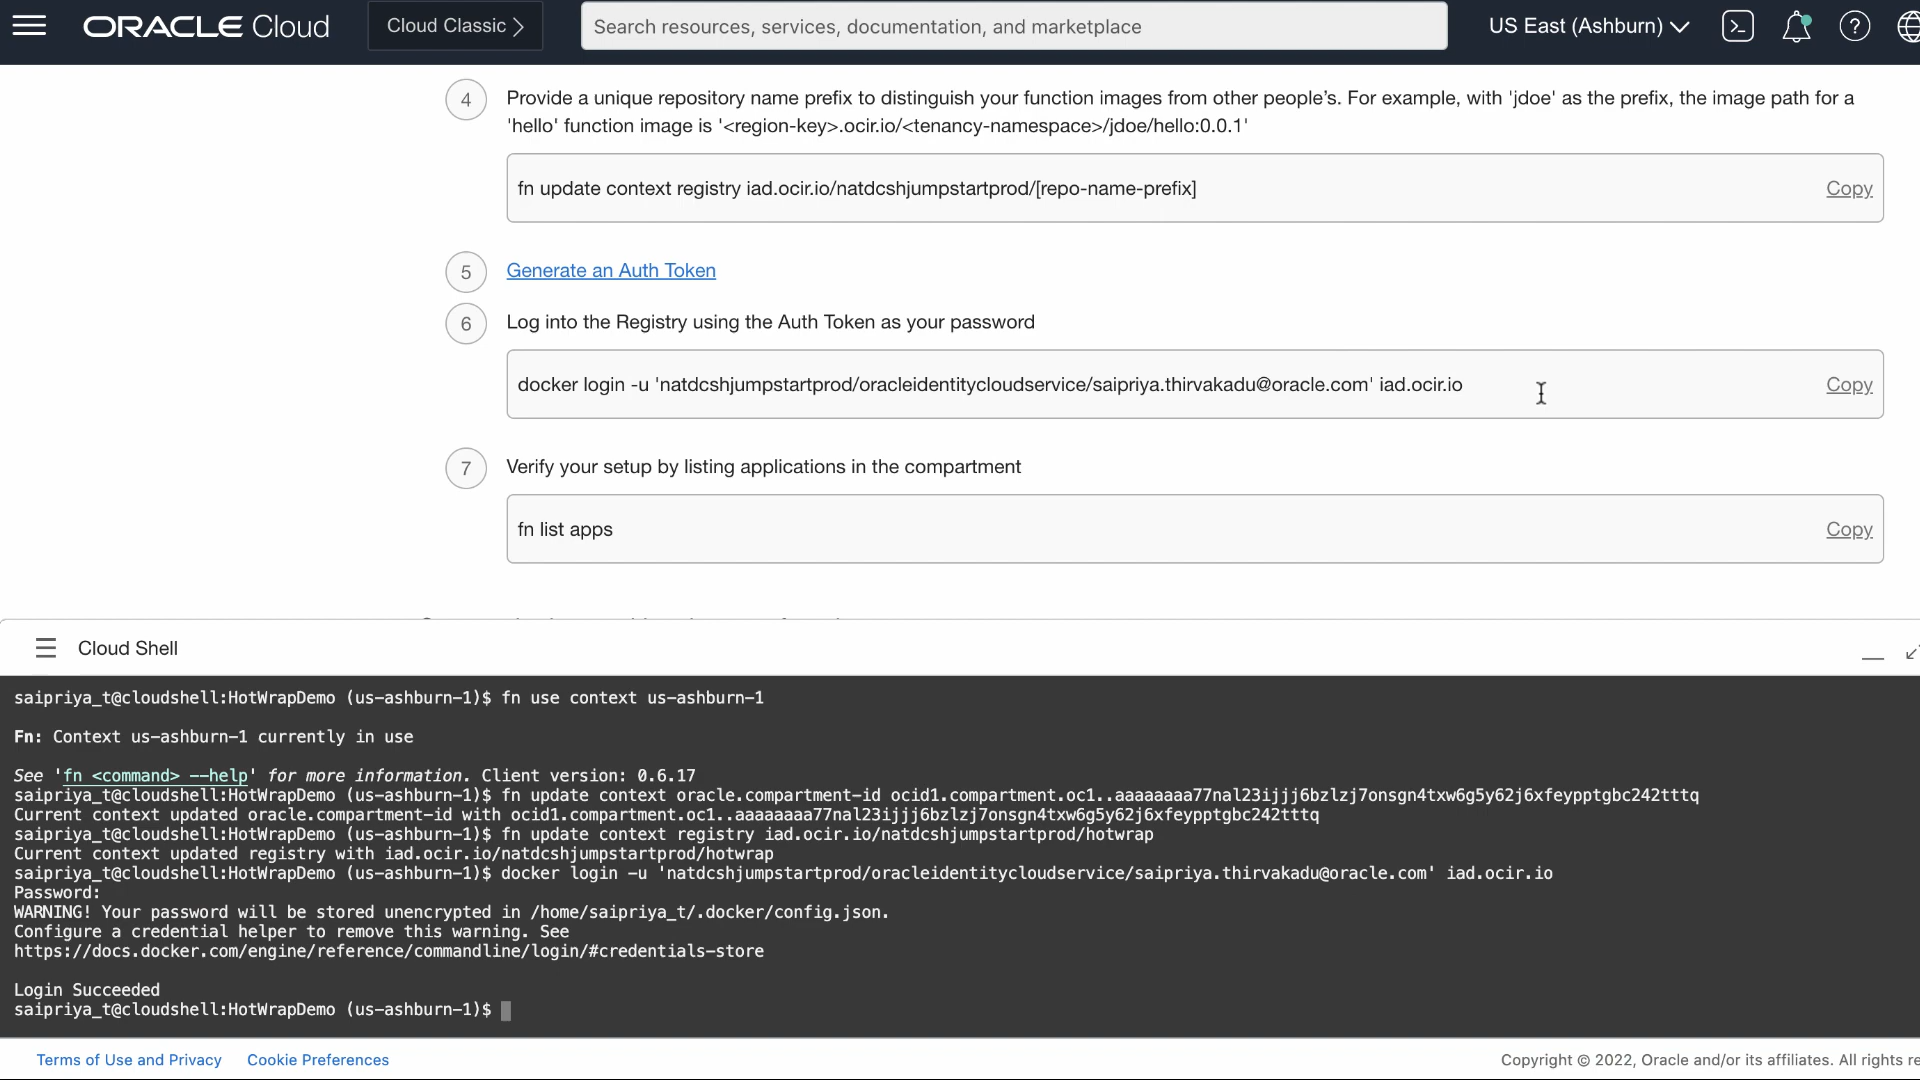 ORACLE Cloud
Cloud Classic
Search resources, services, documentation, and marketplace
US East (Ashburn)
4
Provide a unique repository name prefix to distinguish your function images from other people’s. For example, with 'jdoe' as the prefix, the image path for a
'hello' function image is '<region-key>.ocir.io/<tenancy-namespace>/jdoe/hello:0.0.1'
fn update context registry iad.ocir.io/natdcshjumpstartprod/[repo-name-prefix]
Copy
5
Generate an Auth Token
6
Log into the Registry using the Auth Token as your password
docker login -u 'natdcshjumpstartprod/oracleidentitycloudservice/saipriya.thirvakadu@oracle.com' iad.ocir.io
Copy
7
Verify your setup by listing applications in the compartment
fn list apps
Copy
Cloud Shell
saipriya_t@cloudshell:HotWrapDemo (us-ashburn-1)$ fn use context us-ashburn-1
Fn: Context us-ashburn-1 currently in use
See 'fn <command> --help' for more information. Client version: 0.6.17
saipriya_t@cloudshell:HotWrapDemo (us-ashburn-1)$ fn update context oracle.compartment-id ocid1.compartment.oc1..aaaaaaaa77nal23ijjj6bzlzj7onsgn4txw6g5y62j6xfeypptgbc242tttq
Current context updated oracle.compartment-id with ocid1.compartment.oc1..aaaaaaaa77nal23ijjj6bzlzj7onsgn4txw6g5y62j6xfeypptgbc242tttq
saipriya_t@cloudshell:HotWrapDemo (us-ashburn-1)$ fn update context registry iad.ocir.io/natdcshjumpstartprod/hotwrap
Current context updated registry with iad.ocir.io/natdcshjumpstartprod/hotwrap
saipriya_t@cloudshell:HotWrapDemo (us-ashburn-1)$ docker login -u 'natdcshjumpstartprod/oracleidentitycloudservice/saipriya.thirvakadu@oracle.com' iad.ocir.io
Password:
WARNING! Your password will be stored unencrypted in /home/saipriya_t/.docker/config.json.
Configure a credential helper to remove this warning. See
https://docs.docker.com/engine/reference/commandline/login/#credentials-store
Login Succeeded
saipriya_t@cloudshell:HotWrapDemo (us-ashburn-1)$
Terms of Use and Privacy
Cookie Preferences
Copyright © 2022, Oracle and/or its affiliates. All rights re